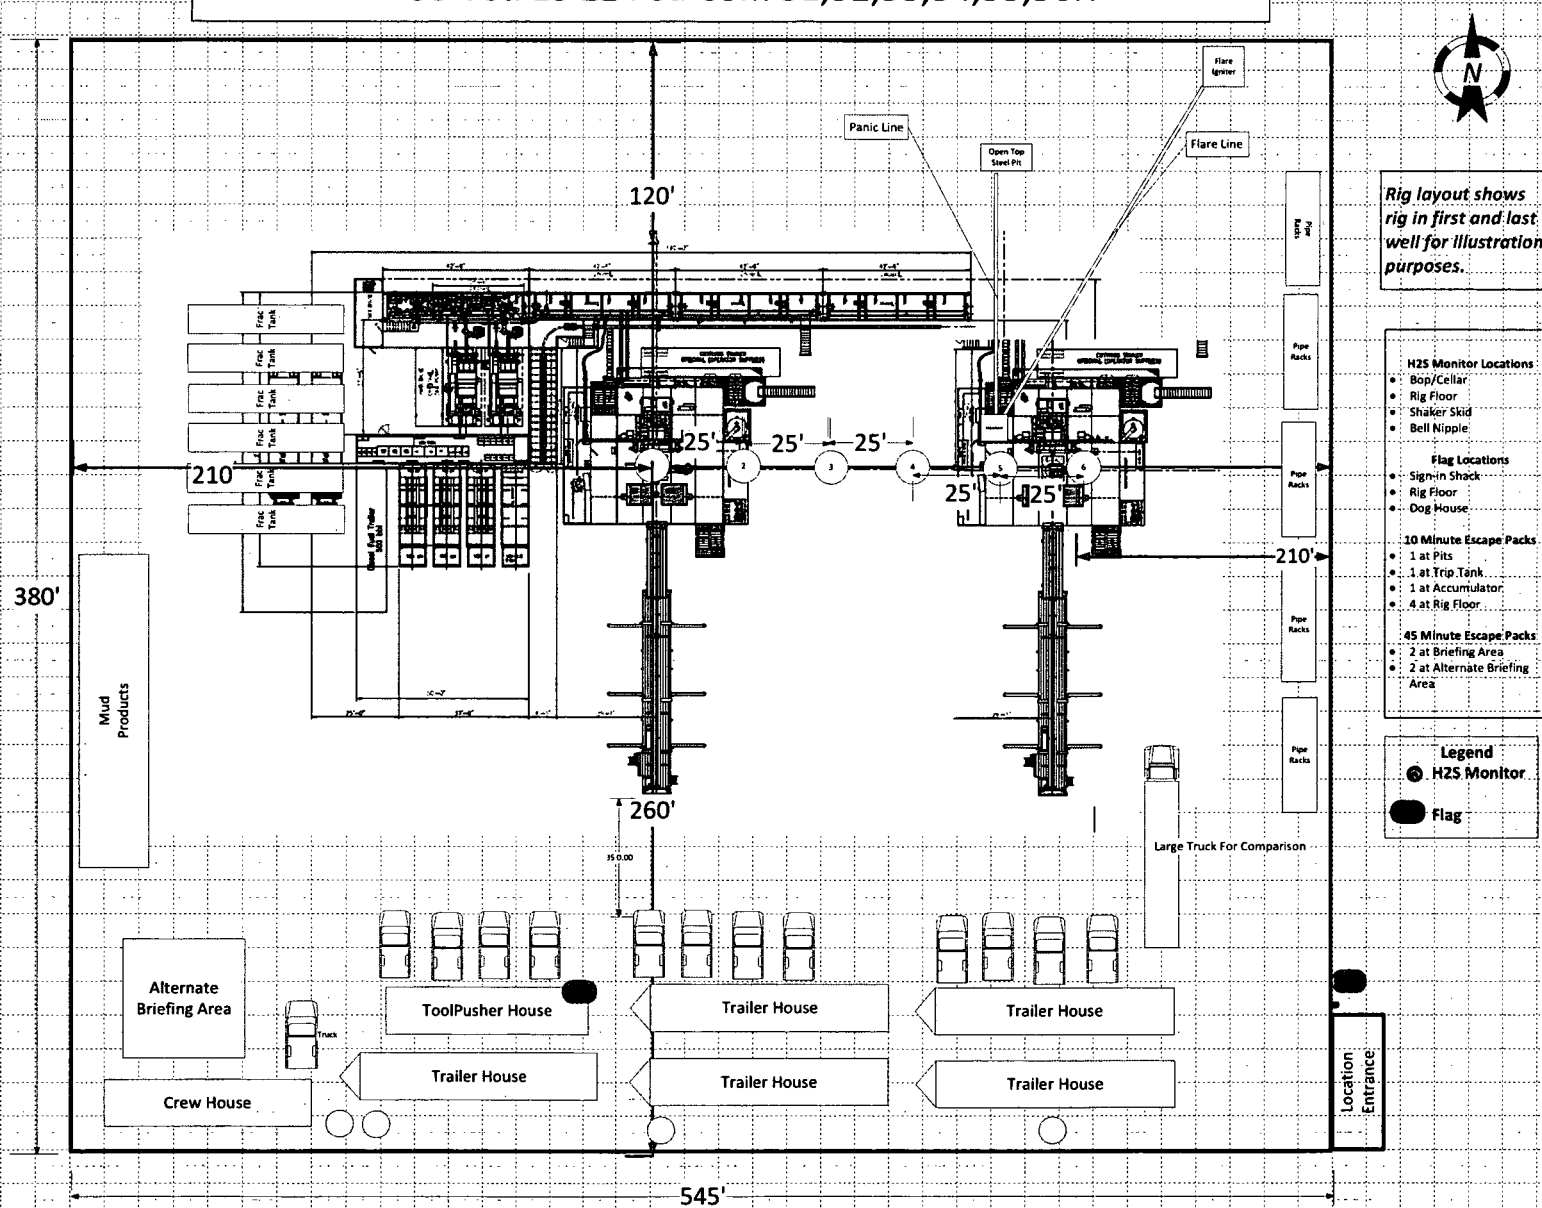 N
Flare
Igniter
Panic Line
Open Top
Steel Pit
Flare Line
120'
Rig layout shows
rig in first and last
well for illustration
purposes.
Pipe
Racks
Pipe
Racks
Pipe
Racks
Pipe
Racks
Pipe
Racks
Frac
Tank
Frac
Tank
Frac
Tank
Frac
Tank
Frac
Tank
Frac
Tank
25'
25'
25'
2
3
4
5
6
25'
25'
210'
210'
380'
H2S Monitor Locations
• Bop/Cellar
• Rig Floor
• Shaker Skid
• Bell Nipple
Flag Locations
• Sign-in Shack
• Rig Floor
• Dog House
10 Minute Escape Packs
• 1 at Pits
• 1 at Trip Tank
• 1 at Accumulator
• 4 at Rig Floor
45 Minute Escape Packs
• 2 at Briefing Area
• 2 at Alternate Briefing
Area
Legend
H2S Monitor
Flag
Mud
Products
260'
Large Truck For Comparison
Alternate
Briefing Area
Truck
ToolPusher House
Trailer House
Trailer House
Crew House
Trailer House
Trailer House
Trailer House
Location
Entrance
545'